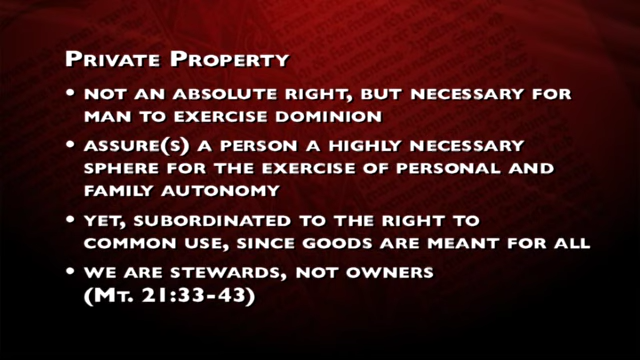 PRIVATE PROPERTY
• NOT AN ABSOLUTE RIGHT, BUT NECESSARY FOR
MAN TO EXERCISE DOMINION
• ASSURE(S) A PERSON A HIGHLY NECESSARY
SPHERE FOR THE EXERCISE OF PERSONAL AND
FAMILY AUTONOMY
• YET, SUBORDINATED TO THE RIGHT TO
COMMON USE, SINCE GOODS ARE MEANT FOR ALL
• WE ARE STEWARDS, NOT OWNERS
(MT. 21:33-43)